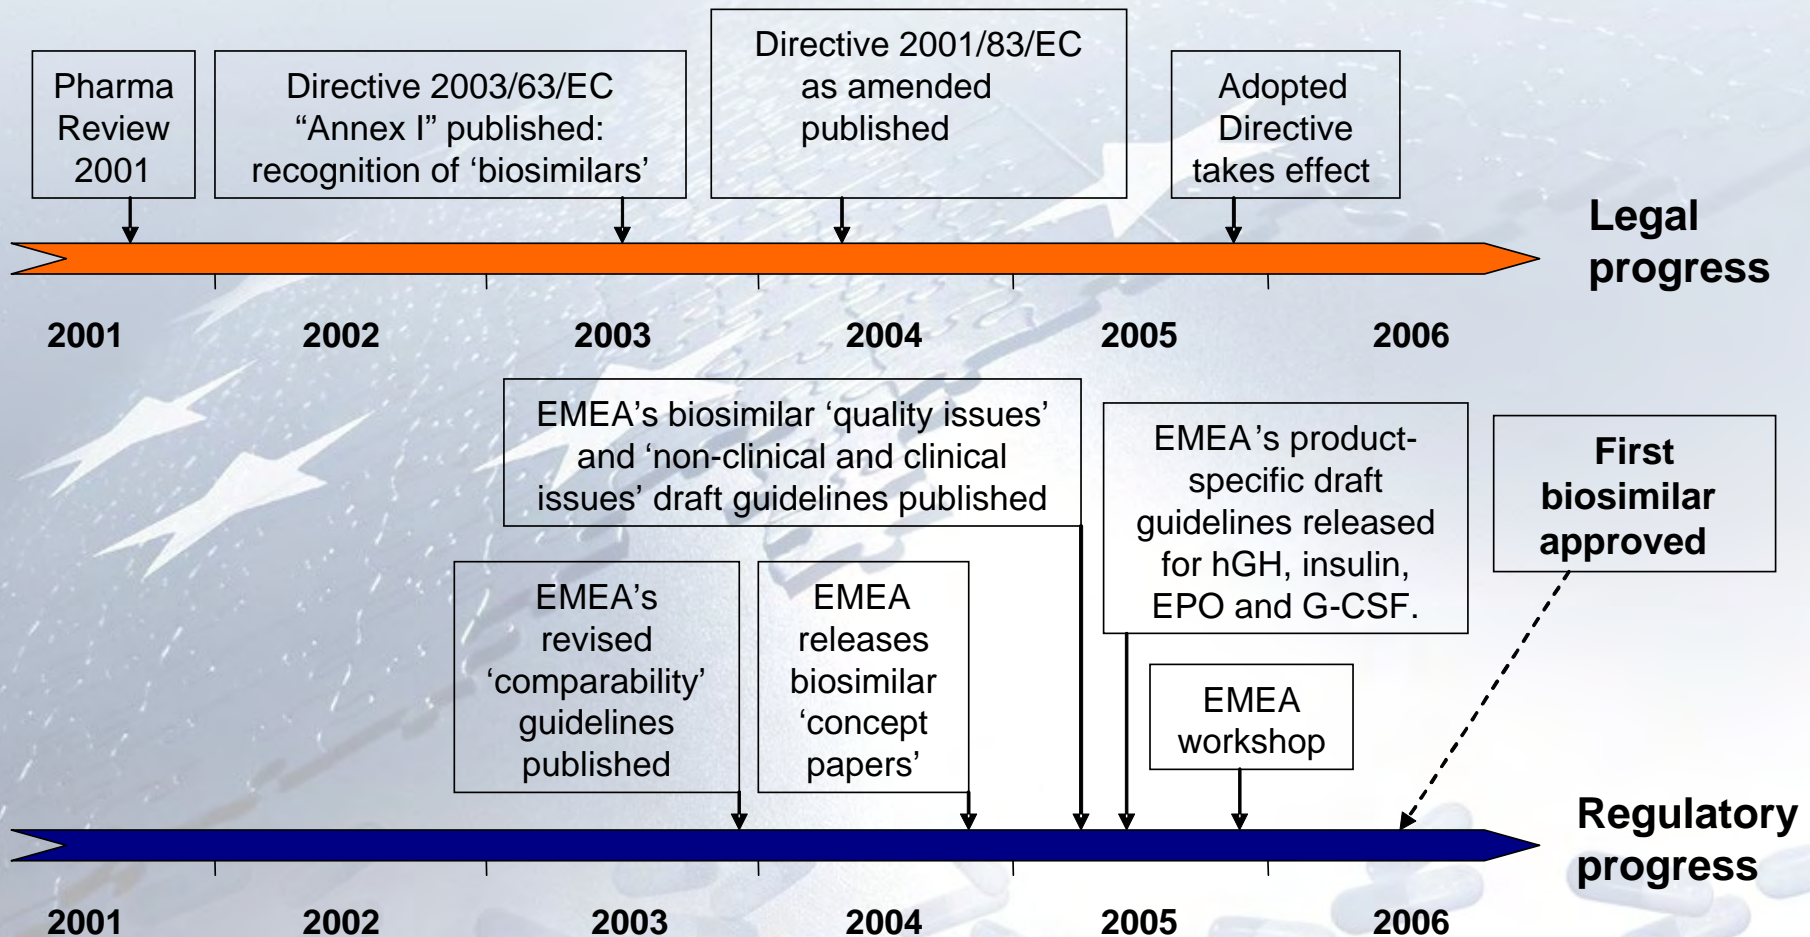 Pharma
Review
2001
Directive 2003/63/EC
“Annex I” published:
recognition of ‘biosimilars’
Directive 2001/83/EC
as amended
published
Adopted
Directive
takes effect
Legal
progress
2001 2002 2003 2004 2005 2006
EMEA’s biosimilar ‘quality issues’
and ‘non-clinical and clinical
issues’ draft guidelines published
EMEA’s product-
specific draft
guidelines released
for hGH, insulin,
EPO and G-CSF.
First
biosimilar
approved
EMEA’s
revised
‘comparability’
guidelines
published
EMEA
releases
biosimilar
‘concept
papers’
EMEA
workshop
Regulatory
progress
2001 2002 2003 2004 2005 2006